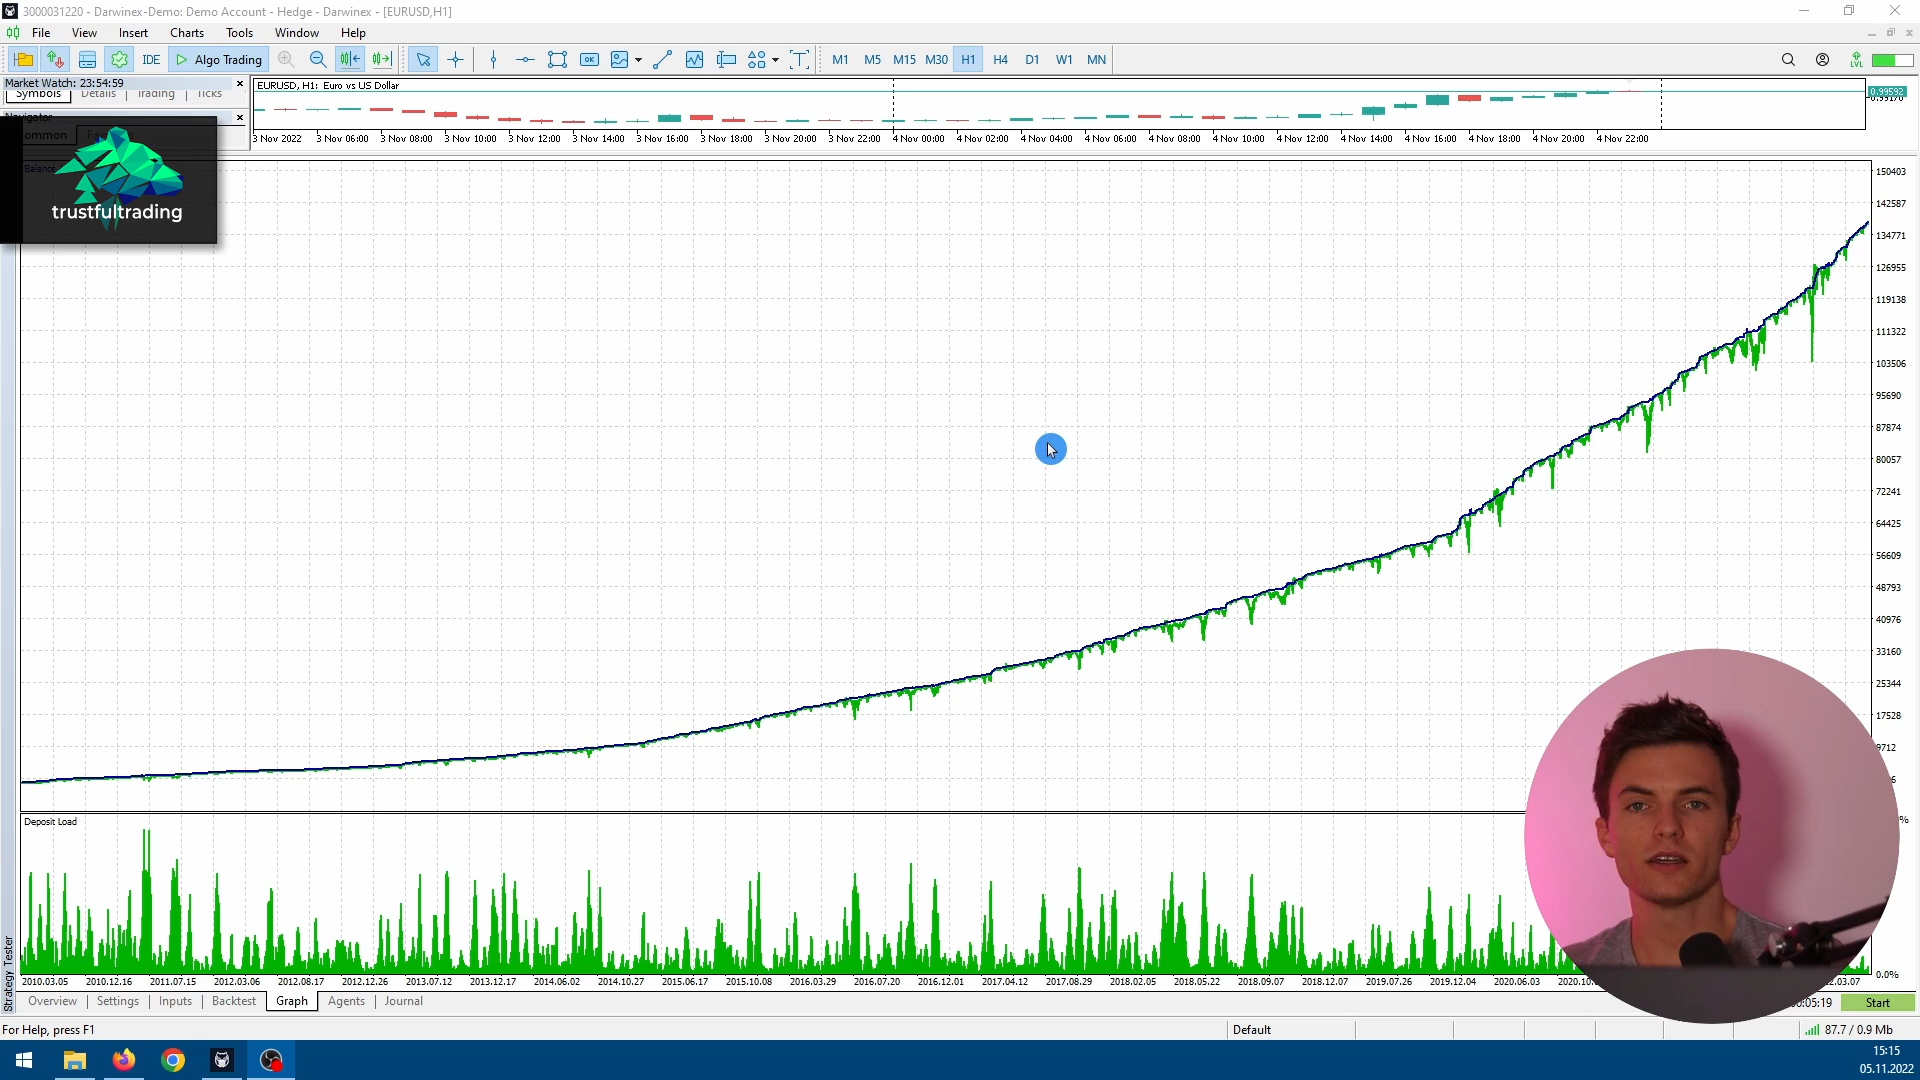 3000031220 - Darwinex-Demo: Demo Account - Hedge - Darwinex - [EURUSD,H1]
File View Insert Charts Tools Window Help
IDE Algo Trading OK M1 M5 M15 M30 H1 H4 D1 W1 MN LVL
Market Watch: 23:54:59
Symbols Details Trading Ticks
Navigator
EURUSD, H1: Euro vs US Dollar
0.99592
3 Nov 2022 3 Nov 06:00 3 Nov 08:00 3 Nov 10:00 3 Nov 12:00 3 Nov 14:00 3 Nov 16:00 3 Nov 18:00 3 Nov 20:00 3 Nov 22:00 4 Nov 00:00 4 Nov 02:00 4 Nov 04:00 4 Nov 06:00 4 Nov 08:00 4 Nov 10:00 4 Nov 12:00 4 Nov 14:00 4 Nov 16:00 4 Nov 18:00 4 Nov 20:00 4 Nov 22:00
Balance
trustfultrading
150403
142587
134771
126955
119138
111322
103506
95690
87874
80057
72241
64425
56609
48793
40976
33160
25344
17528
9712
Deposit Load
%
0.0%
2010.03.05 2010.12.16 2011.07.15 2012.03.06 2012.08.17 2012.12.26 2013.07.12 2013.12.17 2014.06.02 2014.10.27 2015.06.17 2015.10.08 2016.03.29 2016.07.20 2016.12.01 2017.04.12 2017.08.29 2018.02.05 2018.05.22 2018.09.07 2018.12.07 2019.07.26 2019.12.04 2020.06.03
Strategy Tester
Overview Settings Inputs Backtest Graph Agents Journal
Start
For Help, press F1
Default
87.7 / 0.9 Mb
15:15
05.11.2022